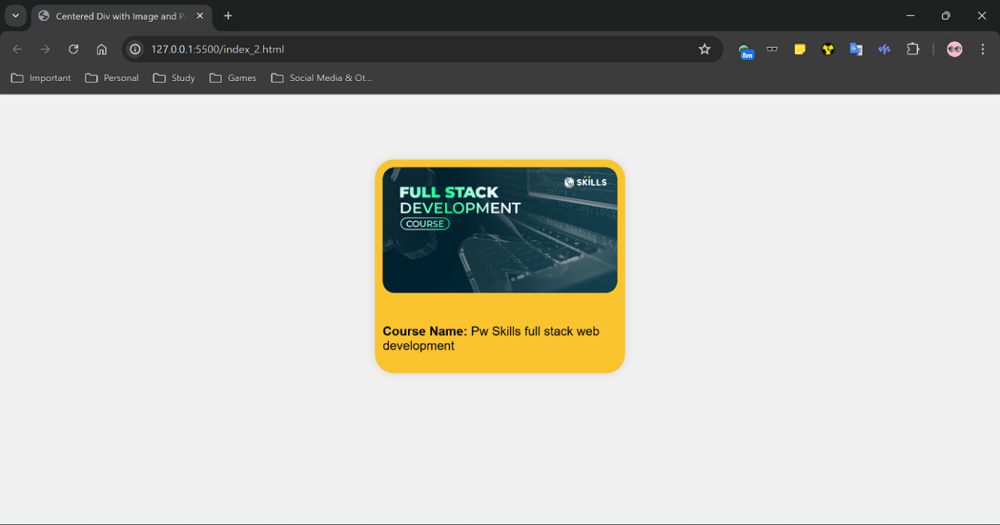 Centered Div with Image and P
127.0.0.1:5500/index_2.html
8m
Important
Personal
Study
Games
Social Media & Ot...
SKILLS
FULL STACK
DEVELOPMENT
COURSE
Course Name: Pw Skills full stack web
development